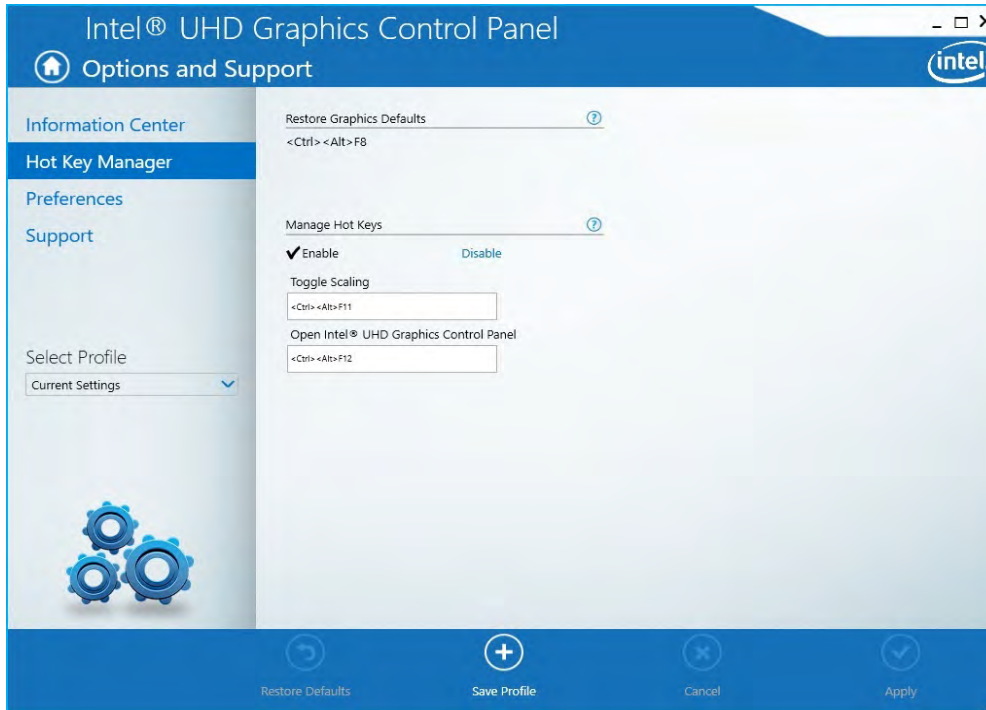 Intel® UHD Graphics Control Panel
Options and Support
intel
Information Center
Hot Key Manager
Preferences
Support
Select Profile
Current Settings
Restore Graphics Defaults
<Ctrl><Alt>F8
Manage Hot Keys
Enable Disable
Toggle Scaling
<Ctrl><Alt>F11
Open Intel® UHD Graphics Control Panel
<Ctrl><Alt>F12
Restore Defaults Save Profile Cancel Apply